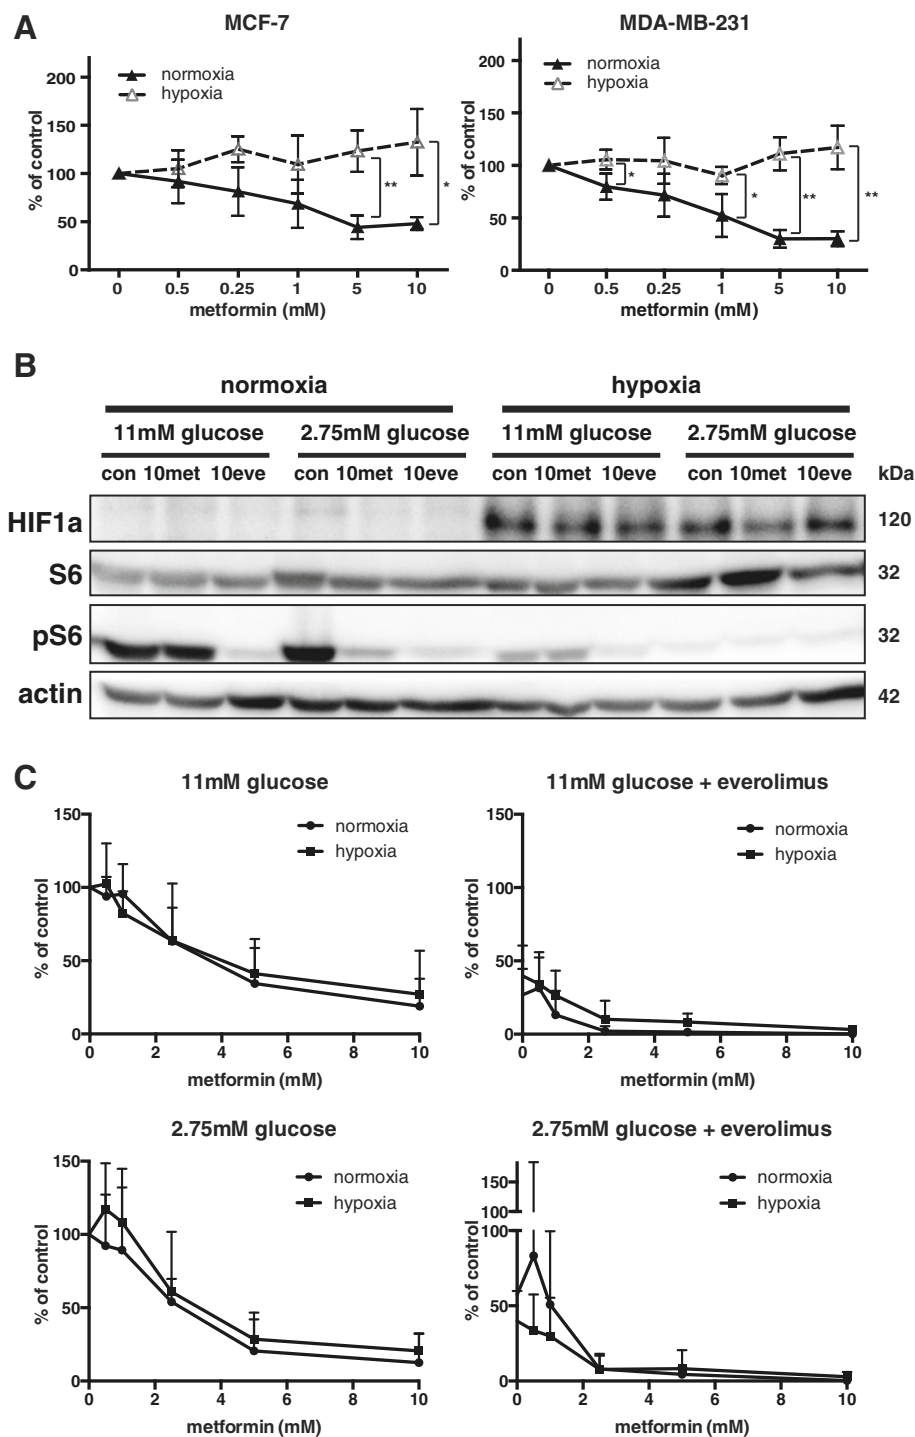 A
MCF-7
MDA-MB-231
normoxia
hypoxia
normoxia
hypoxia
% of control
200
150
100
50
0
** *
% of control
200
150
100
50
0
* * ** **
0 0.5 0.25 1 5 10
metformin (mM)
0 0.5 0.25 1 5 10
metformin (mM)
B
normoxia hypoxia
11mM glucose 2.75mM glucose 11mM glucose 2.75mM glucose
con 10met 10eve con 10met 10eve con 10met 10eve con 10met 10eve kDa
HIF1a 120
S6 32
pS6 32
actin 42
C
11mM glucose
normoxia
hypoxia
% of control
150
100
50
0
0 2 4 6 8 10
metformin (mM)
11mM glucose + everolimus
normoxia
hypoxia
% of control
150
100
50
0
0 2 4 6 8 10
metformin (mM)
2.75mM glucose
normoxia
hypoxia
% of control
150
100
50
0
0 2 4 6 8 10
metformin (mM)
2.75mM glucose + everolimus
normoxia
hypoxia
% of control
150
100
100
50
0
0 2 4 6 8 10
metformin (mM)